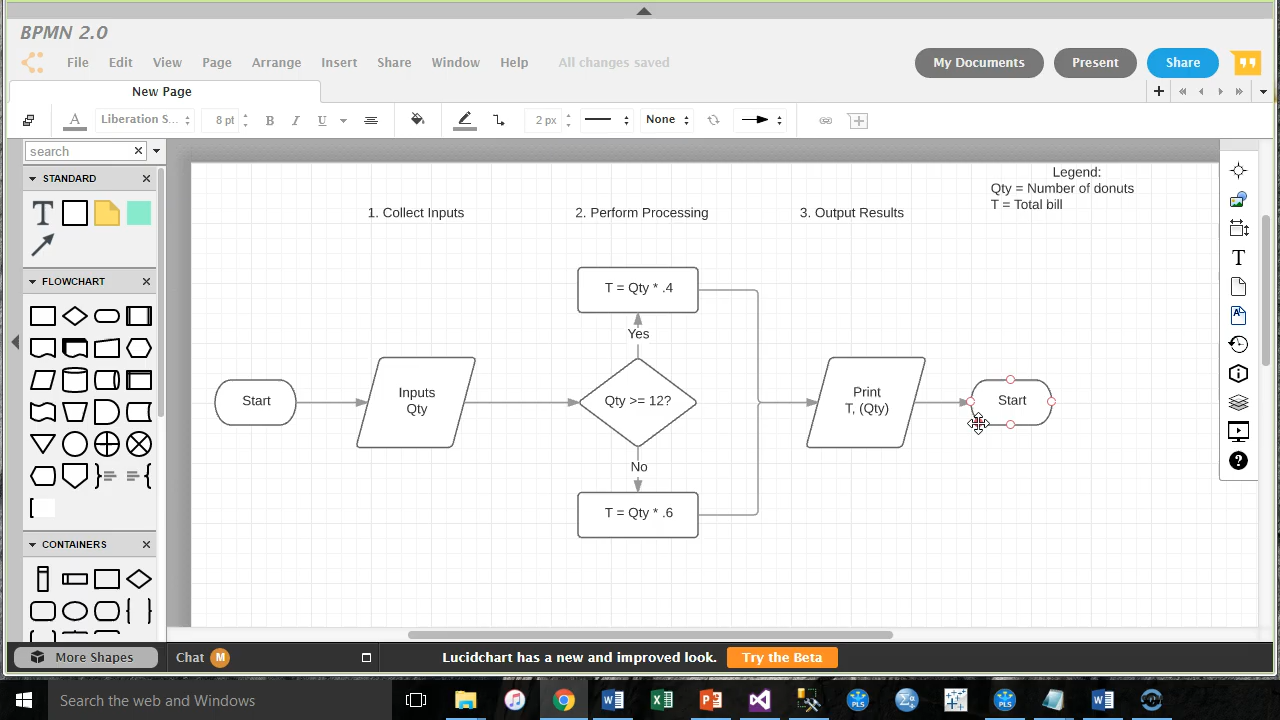 BPMN 2.0
File Edit View Page Arrange Insert Share Window Help All changes saved
My Documents Present Share
New Page
A Liberation S... 8 pt B I U 2 px None
search
STANDARD
T
FLOWCHART
CONTAINERS
More Shapes
Legend:
Qty = Number of donuts
T = Total bill
1. Collect Inputs 2. Perform Processing 3. Output Results
T = Qty * .4
Yes
Start
Inputs
Qty
Qty >= 12?
Print
T, (Qty)
Start
No
T = Qty * .6
T
A
?
Chat M
Lucidchart has a new and improved look. Try the Beta
Search the web and Windows
PLS
PLS